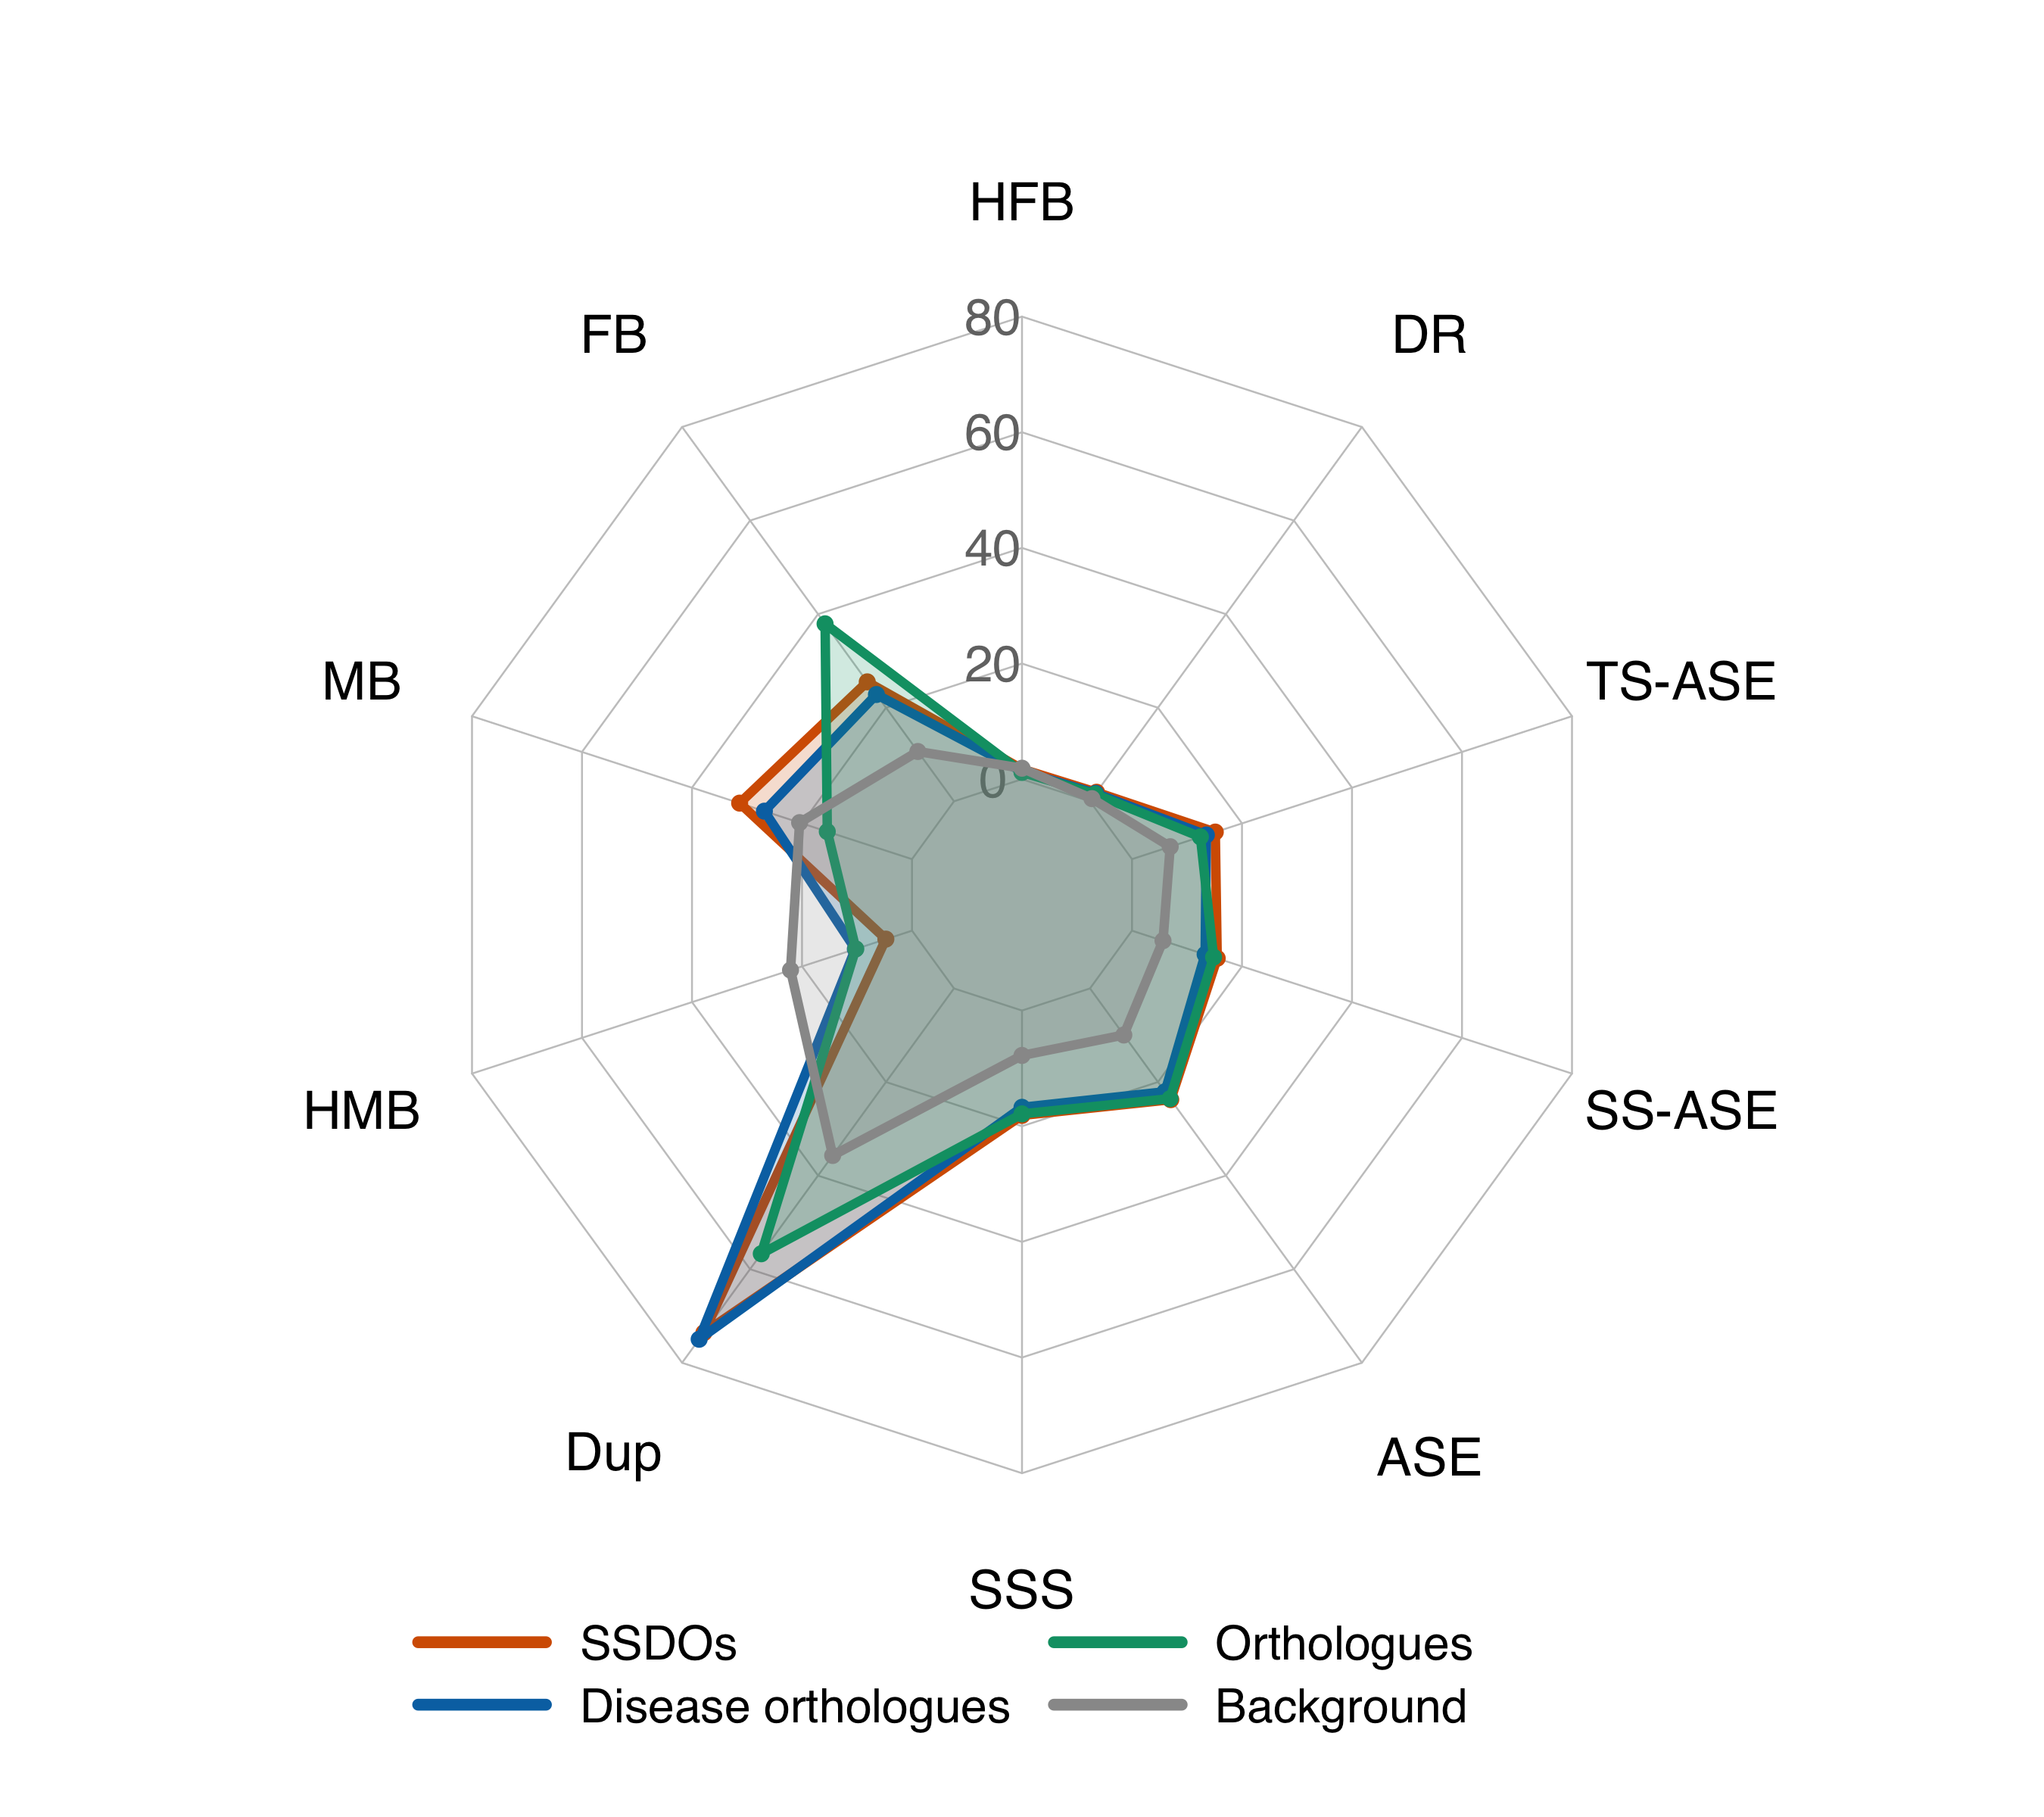 HFB
FB
DR
80
60
40
20
0
MB
TS-ASE
HMB
SS-ASE
Dup
ASE
SSS
SSDOs
Orthologues
Disease orthologues
Background